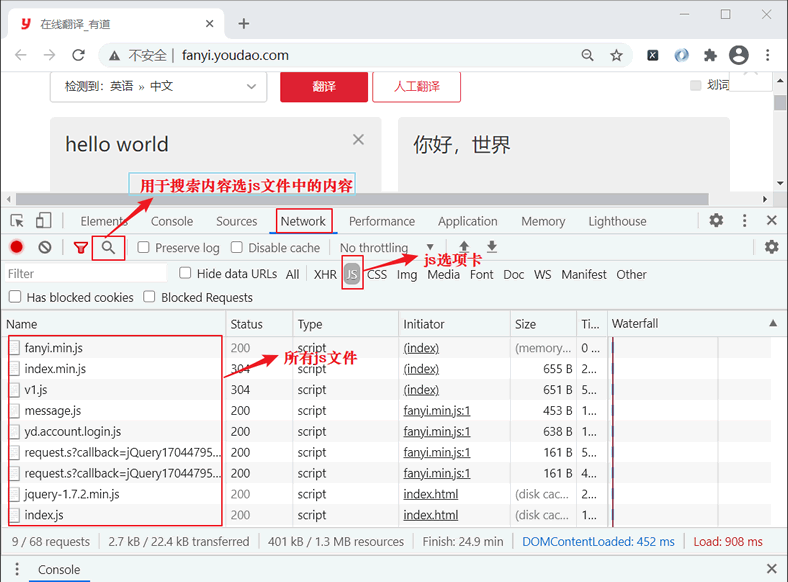 在线翻译_有道
不安全 | fanyi.youdao.com
检测到：英语 » 中文
翻译
人工翻译
划词
hello world
你好，世界
用于搜索内容选js文件中的内容
Elements Console Sources Network Performance Application Memory Lighthouse
Preserve log Disable cache No throttling
js选项卡
Filter Hide data URLs All XHR JS CSS Img Media Font Doc WS Manifest Other
Has blocked cookies Blocked Requests
Name Status Type Initiator Size Ti... Waterfall
fanyi.min.js 200 script (index) (memory... 0 ...
所有js文件
index.min.js 304 script (index) 655 B 2...
v1.js 304 script (index) 651 B 5...
message.js 200 script fanyi.min.js:1 453 B 1...
yd.account.login.js 200 script fanyi.min.js:1 638 B 1...
request.s?callback=jQuery17044795... 200 script fanyi.min.js:1 161 B 5...
request.s?callback=jQuery17044795... 200 script fanyi.min.js:1 161 B 4...
jquery-1.7.2.min.js 200 script index.html (disk cac... 2...
index.js 200 script index.html (disk cac... 1...
9 / 68 requests 2.7 kB / 22.4 kB transferred 401 kB / 1.3 MB resources Finish: 24.9 min DOMContentLoaded: 452 ms Load: 908 ms
Console